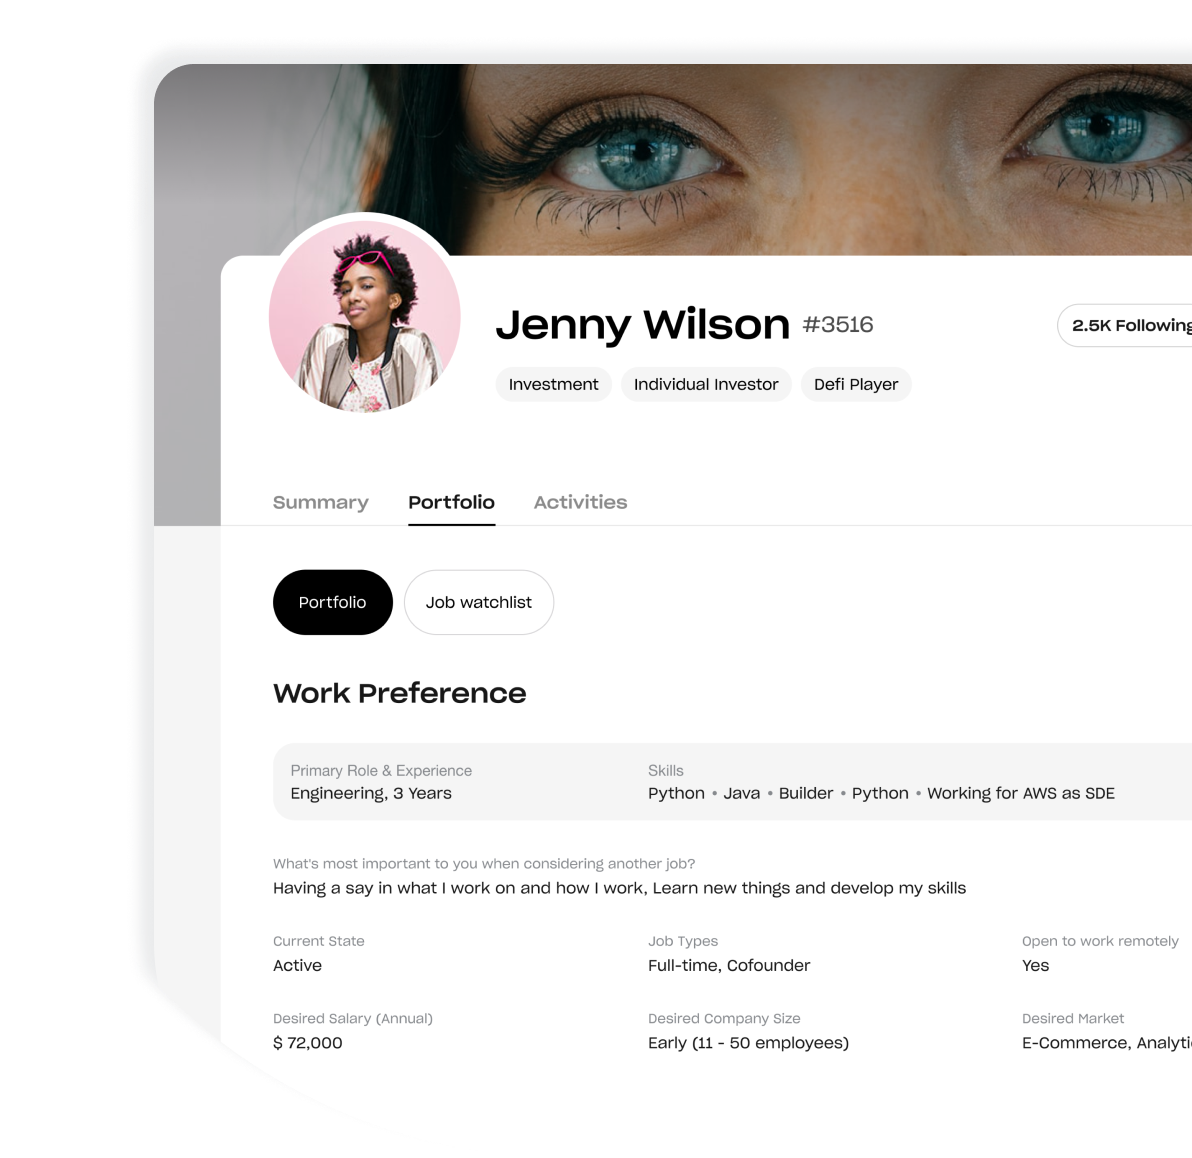 Jenny Wilson #3516
2.5K Following
Investment Individual Investor Defi Player
Summary Portfolio Activities
Portfolio Job watchlist
Work Preference
Primary Role & Experience Skills
Engineering, 3 Years Python • Java • Builder • Python • Working for AWS as SDE
What's most important to you when considering another job?
Having a say in what I work on and how I work, Learn new things and develop my skills
Current State Job Types Open to work remotely
Active Full-time, Cofounder Yes
Desired Salary (Annual) Desired Company Size Desired Market
$ 72,000 Early (11 - 50 employees) E-Commerce,